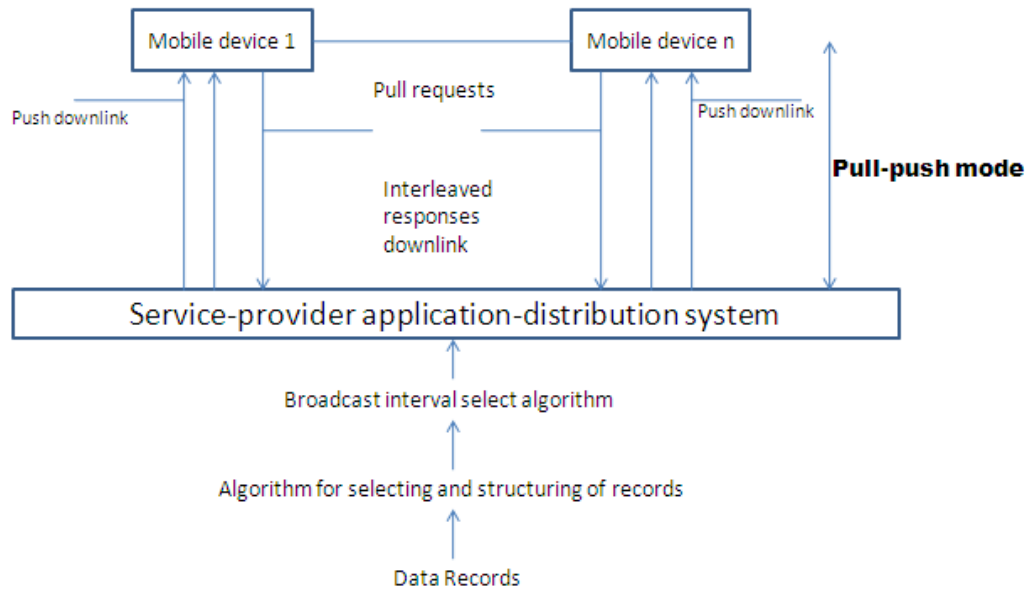 Mobile device 1
Mobile device n
Pull requests
Push downlink
Push downlink
Pull-push mode
Interleaved
responses
downlink
Service-provider application-distribution system
Broadcast interval select algorithm
Algorithm for selecting and structuring of records
Data Records